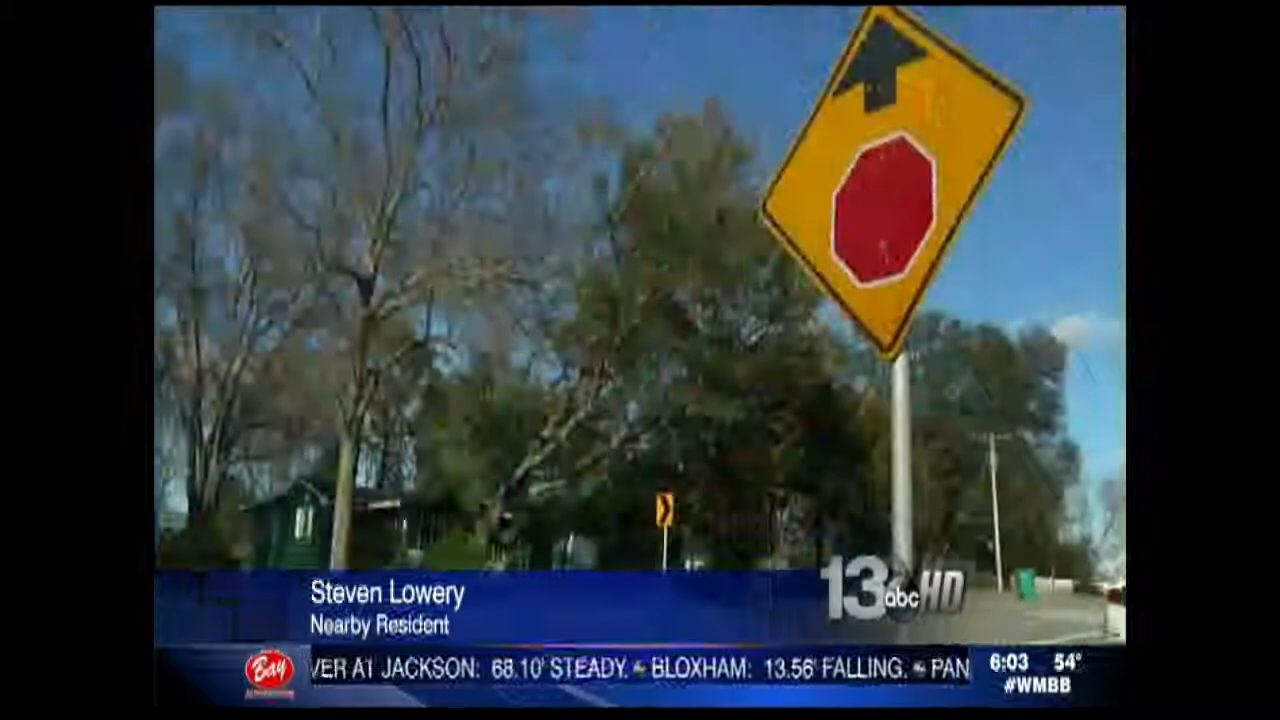 Steven Lowery
Nearby Resident
13 abc HD
Bay
VER AT JACKSON: 68.10' STEADY. BLOXHAM: 13.56' FALLING. PAN
6:03 54°
#WMBB